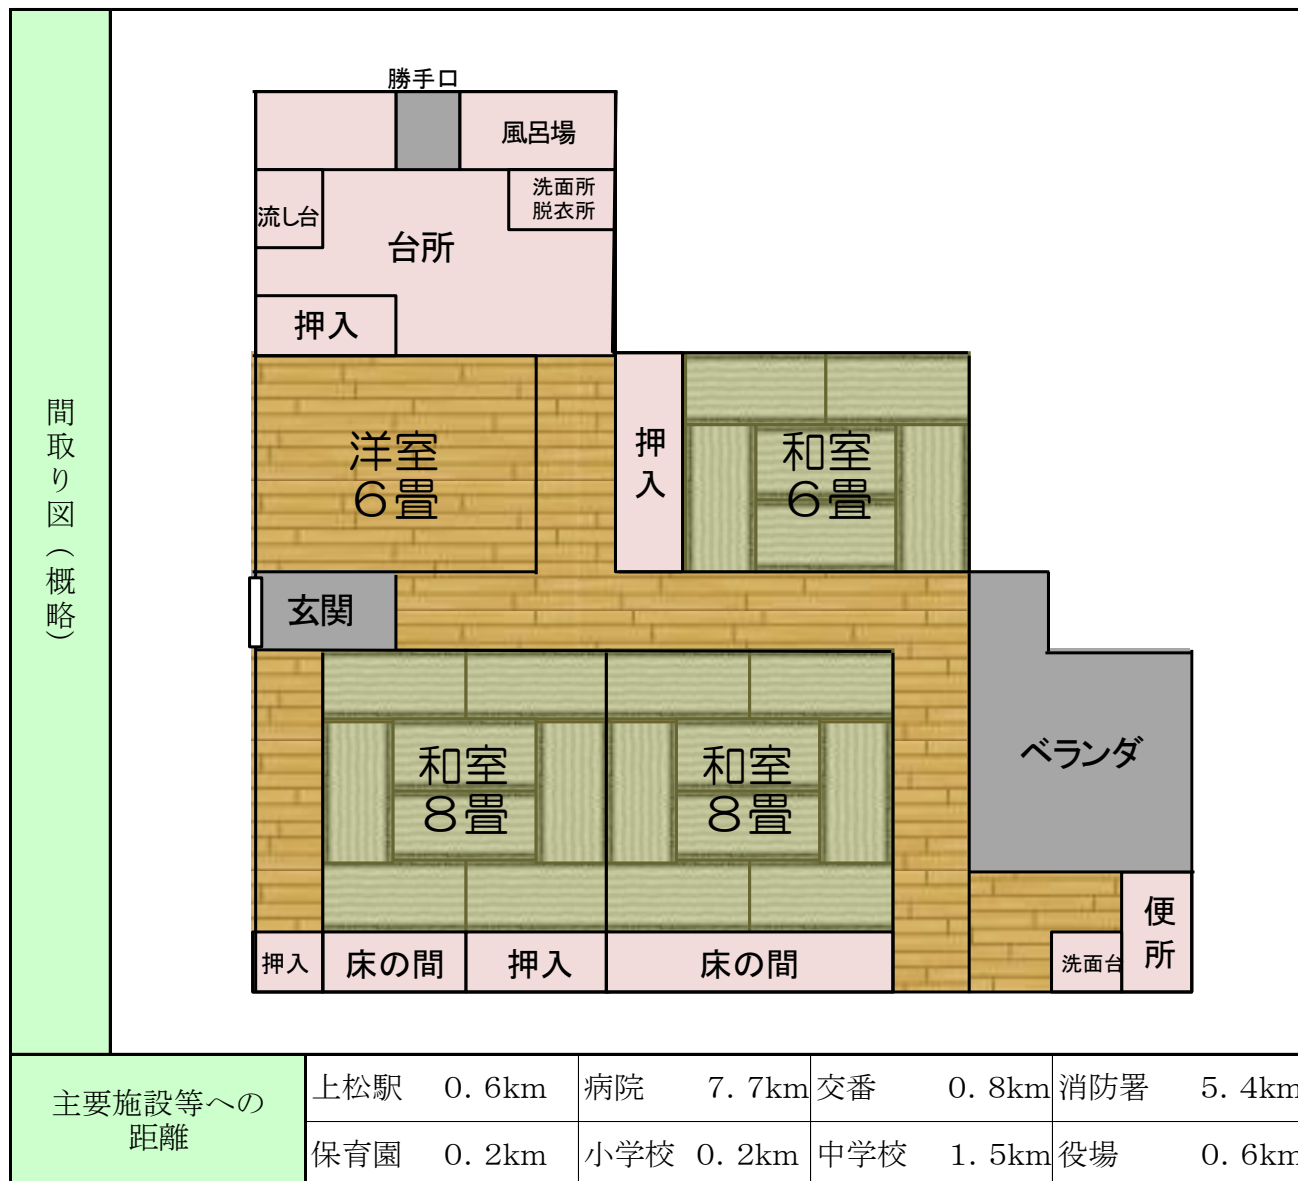 間取り図（概略）
勝手口
風呂場
洗面所
脱衣所
流し台
台所
押入
洋室
６畳
押入
和室
６畳
玄関
和室
８畳
和室
８畳
ベランダ
便所
押入
床の間
押入
床の間
洗面台
主要施設等への
距離
上松駅 0．6km 病院 7．7km 交番 0．8km 消防署 5．4km
保育園 0．2km 小学校 0．2km 中学校 1．5km 役場 0．6km